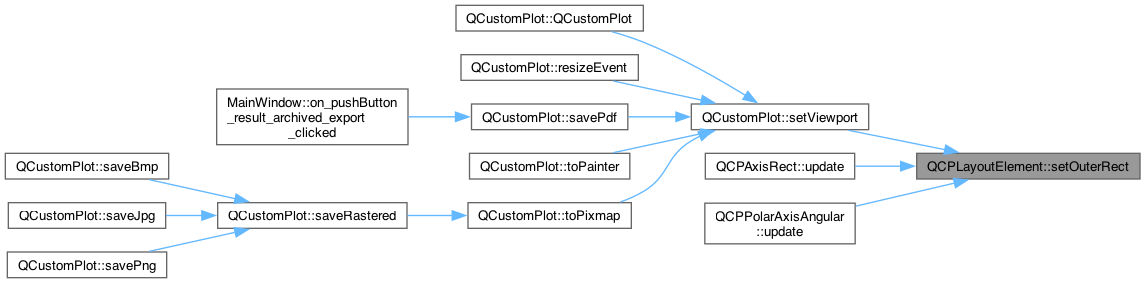 QCustomPlot::QCustomPlot
QCustomPlot::resizeEvent
MainWindow::on_pushButton
_result_archived_export
_clicked
QCustomPlot::savePdf
QCustomPlot::setViewport
QCustomPlot::saveBmp
QCustomPlot::toPainter
QCPAxisRect::update
QCPLayoutElement::setOuterRect
QCustomPlot::saveJpg
QCustomPlot::saveRastered
QCustomPlot::toPixmap
QCPPolarAxisAngular
::update
QCustomPlot::savePng